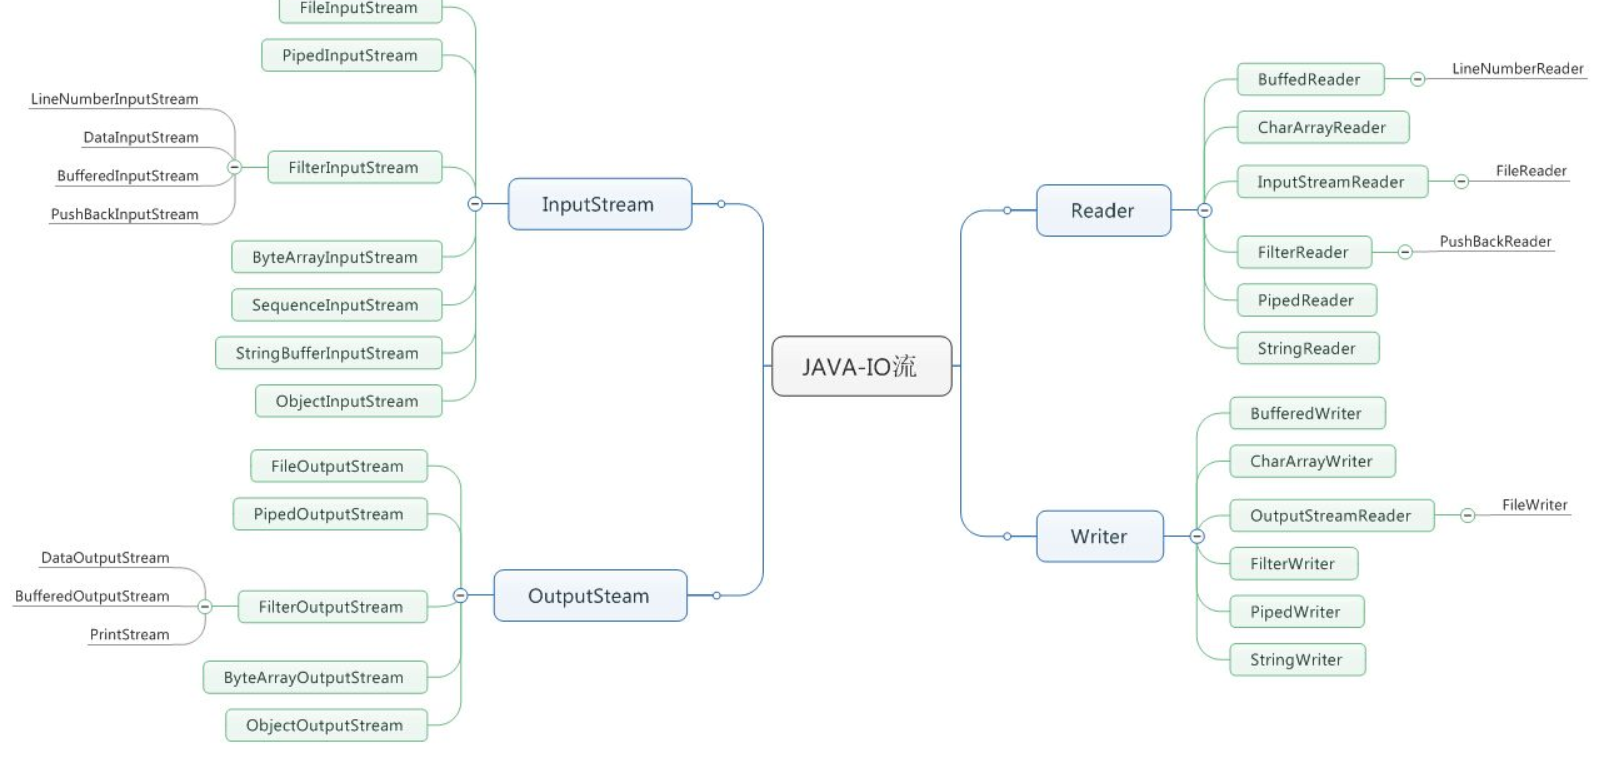 JAVA-IO流
InputStream
FileInputStream
PipedInputStream
FilterInputStream
LineNumberInputStream
DataInputStream
BufferedInputStream
PushBackInputStream
ByteArrayInputStream
SequenceInputStream
StringBufferInputStream
ObjectInputStream
OutputSteam
FileOutputStream
PipedOutputStream
FilterOutputStream
DataOutputStream
BufferedOutputStream
PrintStream
ByteArrayOutputStream
ObjectOutputStream
Reader
BuffedReader
LineNumberReader
CharArrayReader
InputStreamReader
FileReader
FilterReader
PushBackReader
PipedReader
StringReader
Writer
BufferedWriter
CharArrayWriter
OutputStreamReader
FileWriter
FilterWriter
PipedWriter
StringWriter